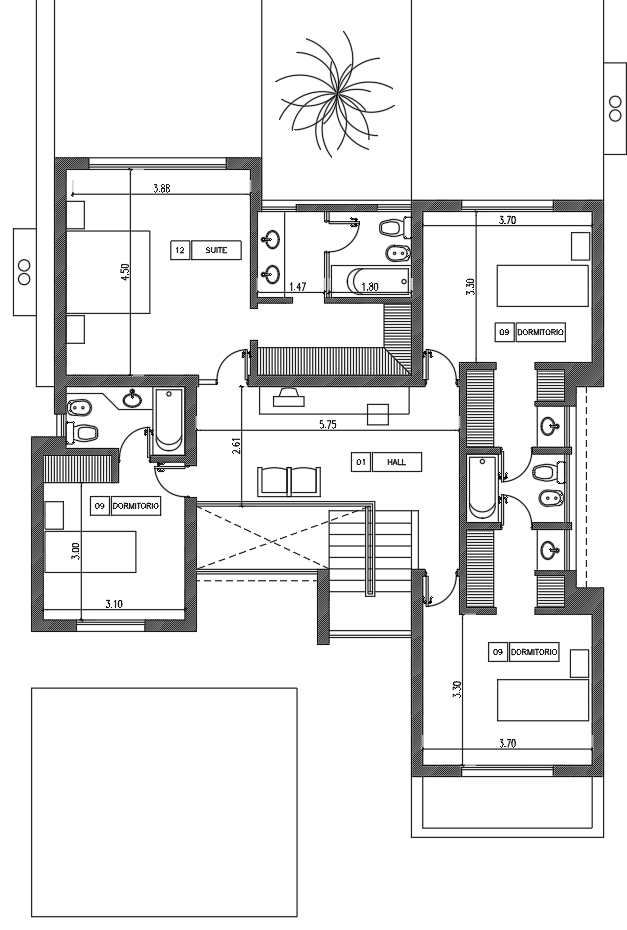 3.88
3.70
12 SUITE
4.50
1.47
1.80
3.30
09 DORMITORIO
5.75
2.61
01 HALL
09 DORMITORIO
3.00
3.10
09 DORMITORIO
3.30
3.70